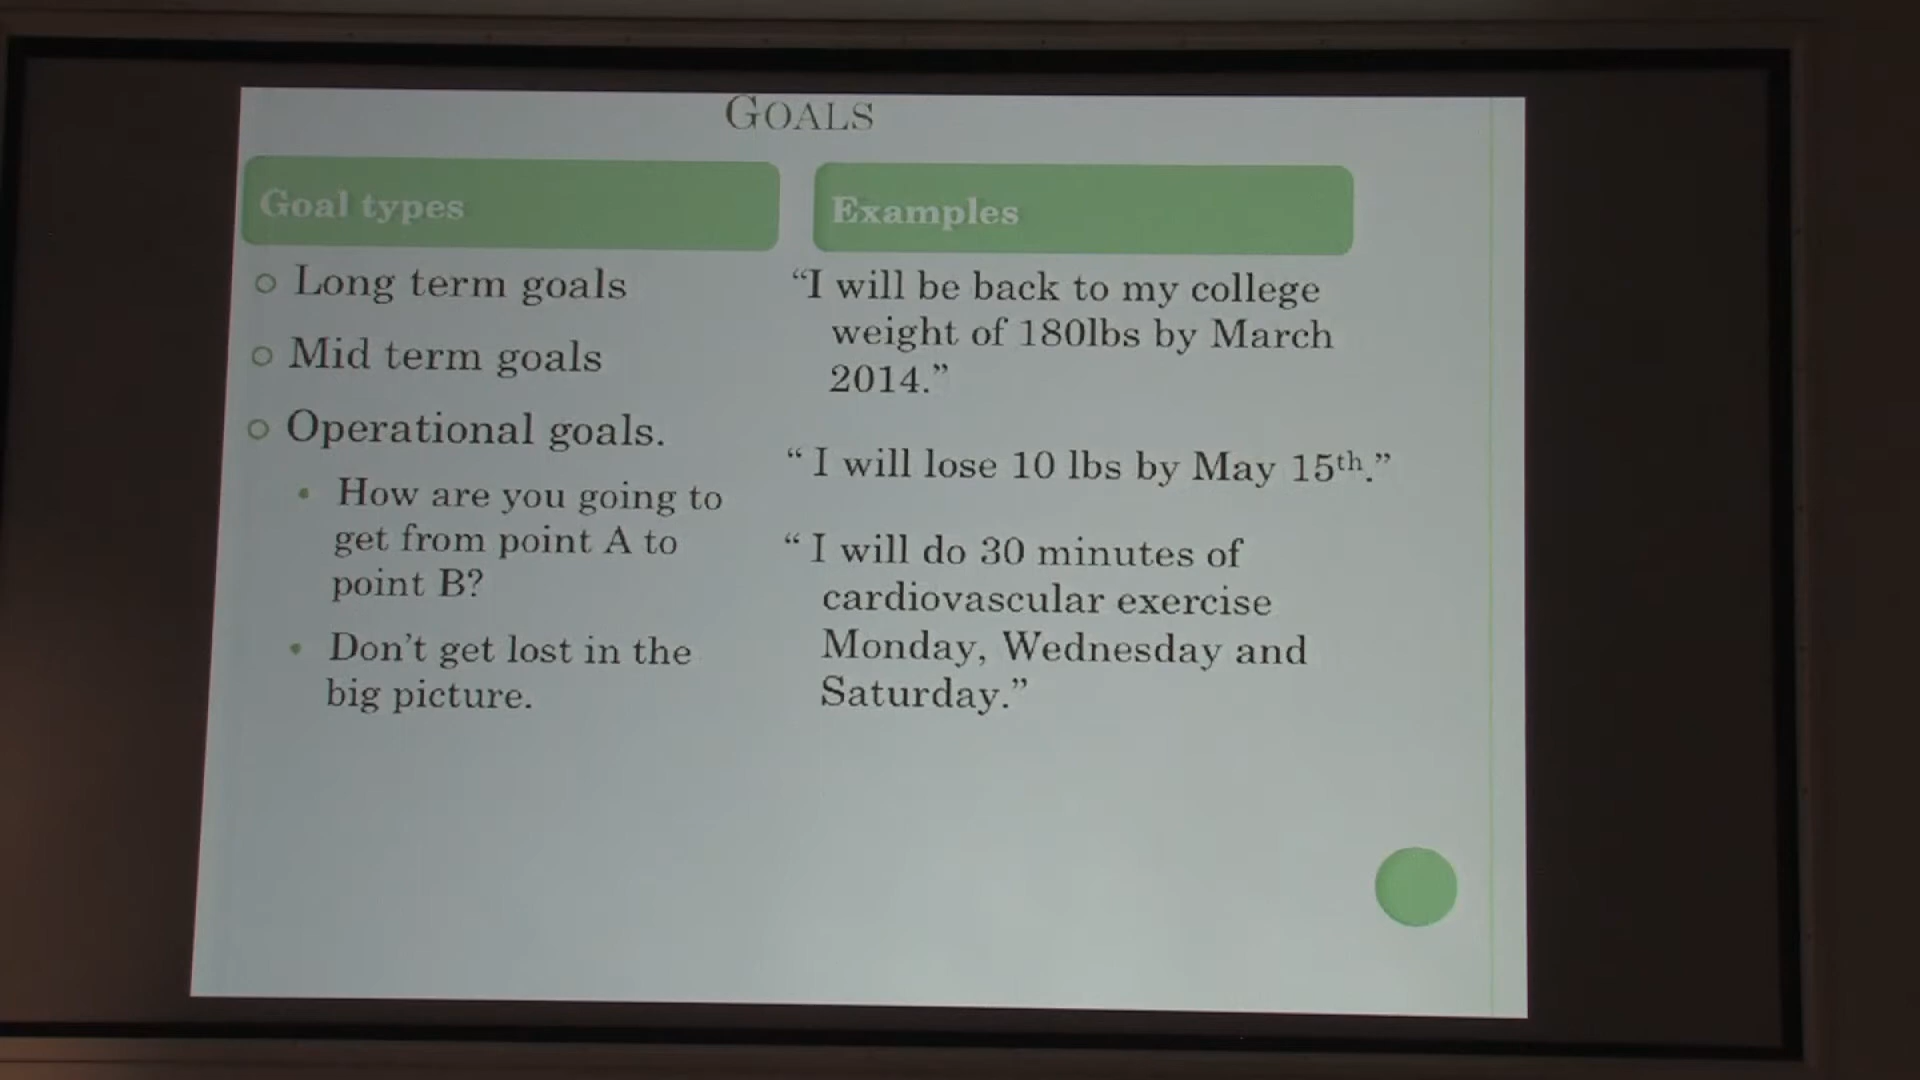 GOALS
Goal types
Long term goals
Mid term goals
Operational goals.
How are you going to
get from point A to
point B?
Don't get lost in the
big picture.
Examples
“I will be back to my college
weight of 180lbs by March
2014.”
“ I will lose 10 lbs by May 15th.”
“ I will do 30 minutes of
cardiovascular exercise
Monday, Wednesday and
Saturday.”